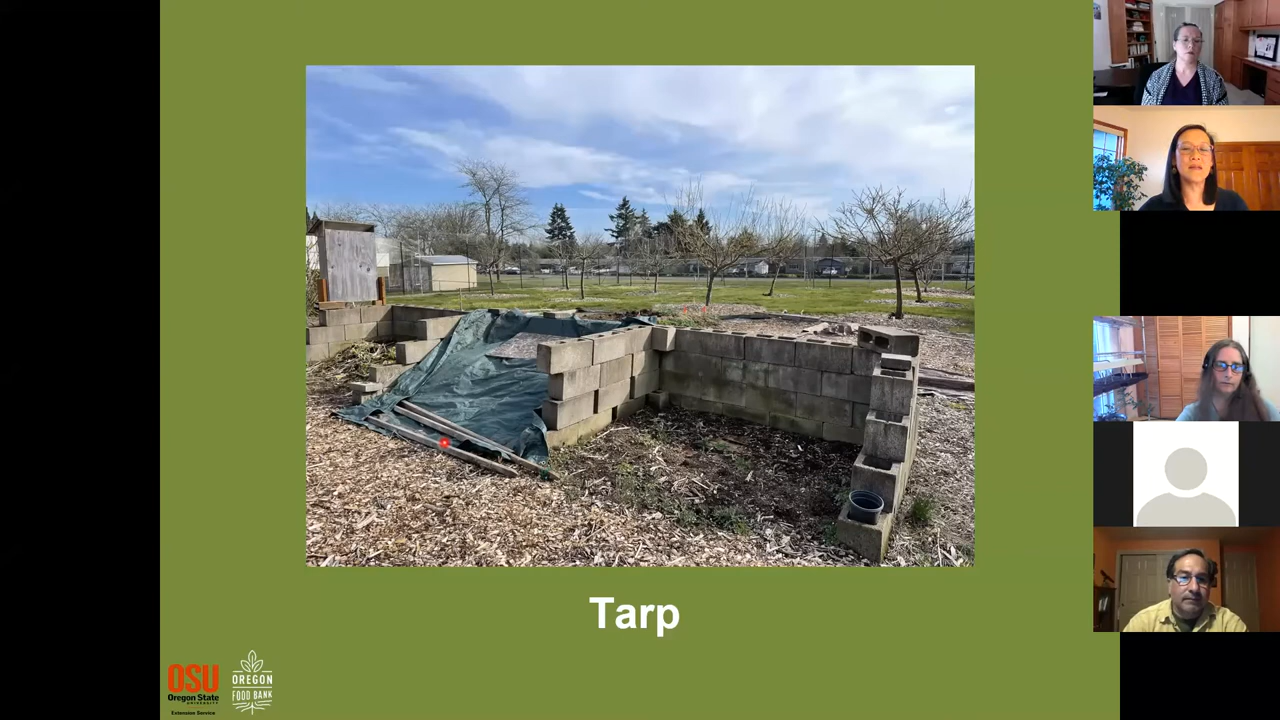 Tarp
OSU
Oregon State
UNIVERSITY
Extension Service
OREGON
FOOD BANK